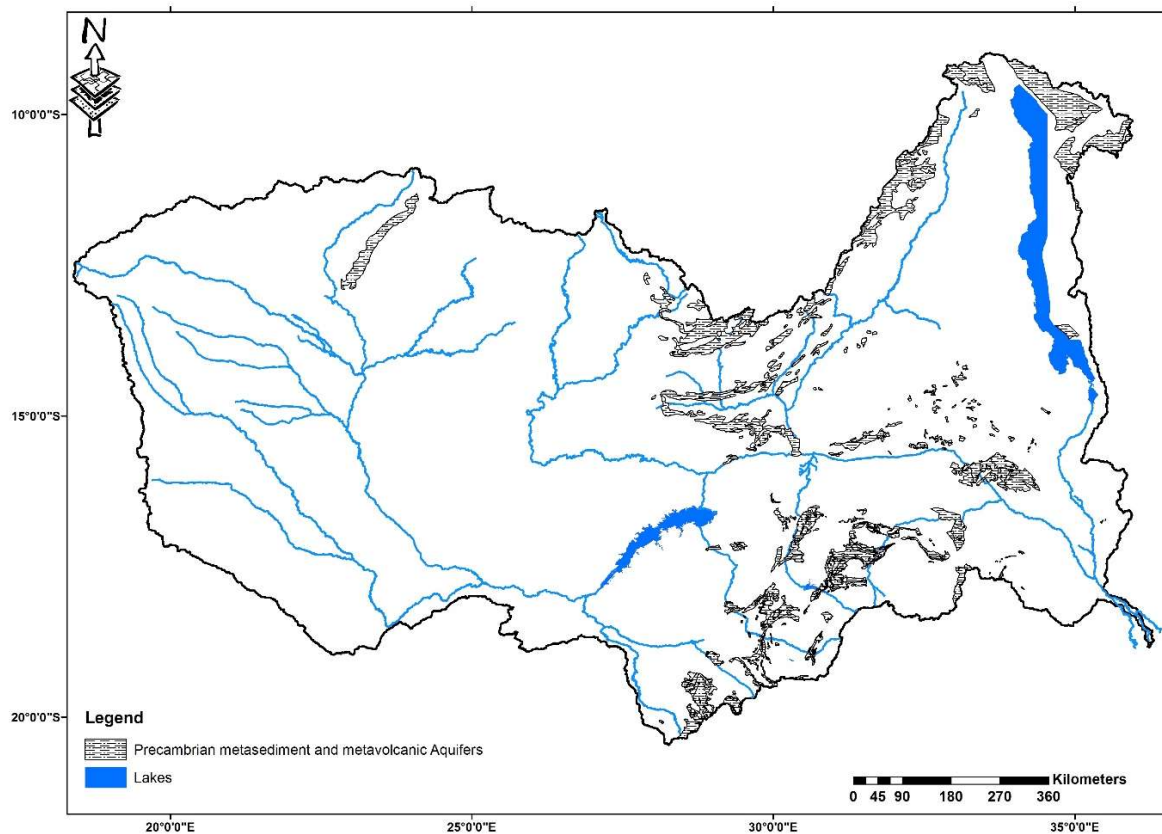 N
10°0'0"S
15°0'0"S
20°0'0"S
Legend
Precambrian metasediment and metavolcanic Aquifers
Lakes
Kilometers
0 45 90 180 270 360
20°0'0"E 25°0'0"E 30°0'0"E 35°0'0"E